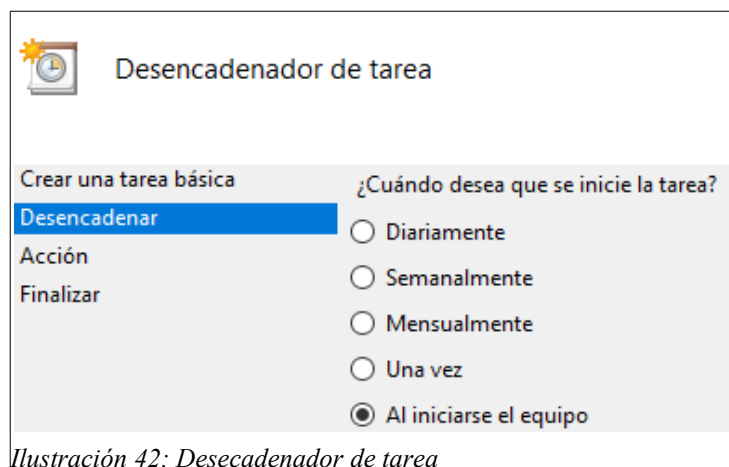 Desencadenador de tarea
Crear una tarea básica
Desencadenar
Acción
Finalizar
¿Cuándo desea que se inicie la tarea?
Diariamente
Semanalmente
Mensualmente
Una vez
Al iniciarse el equipo
Ilustración 42: Desecadenador de tarea